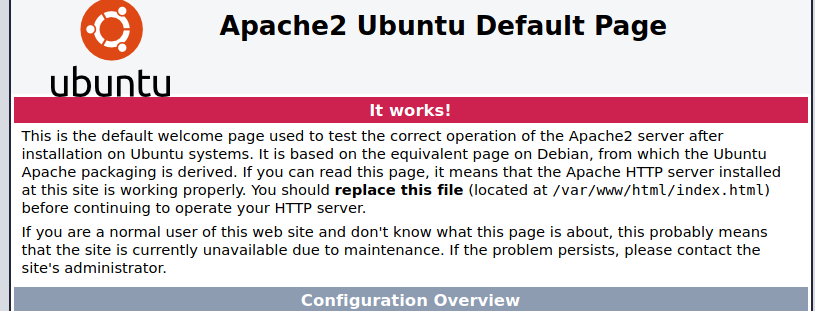 Apache2 Ubuntu Default Page
ubuntu
It works!
This is the default welcome page used to test the correct operation of the Apache2 server after
installation on Ubuntu systems. It is based on the equivalent page on Debian, from which the Ubuntu
Apache packaging is derived. If you can read this page, it means that the Apache HTTP server installed
at this site is working properly. You should replace this file (located at /var/www/html/index.html)
before continuing to operate your HTTP server.
If you are a normal user of this web site and don't know what this page is about, this probably means
that the site is currently unavailable due to maintenance. If the problem persists, please contact the
site's administrator.
Configuration Overview